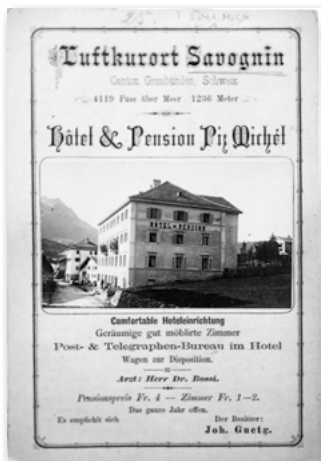 Luftkurort Savognin
Canton Graubünden, Schweiz
4119 Fuss über Meer 1236 Meter
Hôtel & Pension Piz Michél
HOTEL & PENSION
Comfortable Hoteleinrichtung
Geräumige gut möblirte Zimmer
Post- & Telegraphen-Bureau im Hotel
Wagen zur Disposition.
Arzt: Herr Dr. Bossi.
Pensionspreis Fr. 4 — Zimmer Fr. 1—2.
Das ganze Jahr offen.
Es empfiehlt sich
Der Besitzer:
Joh. Guetg.